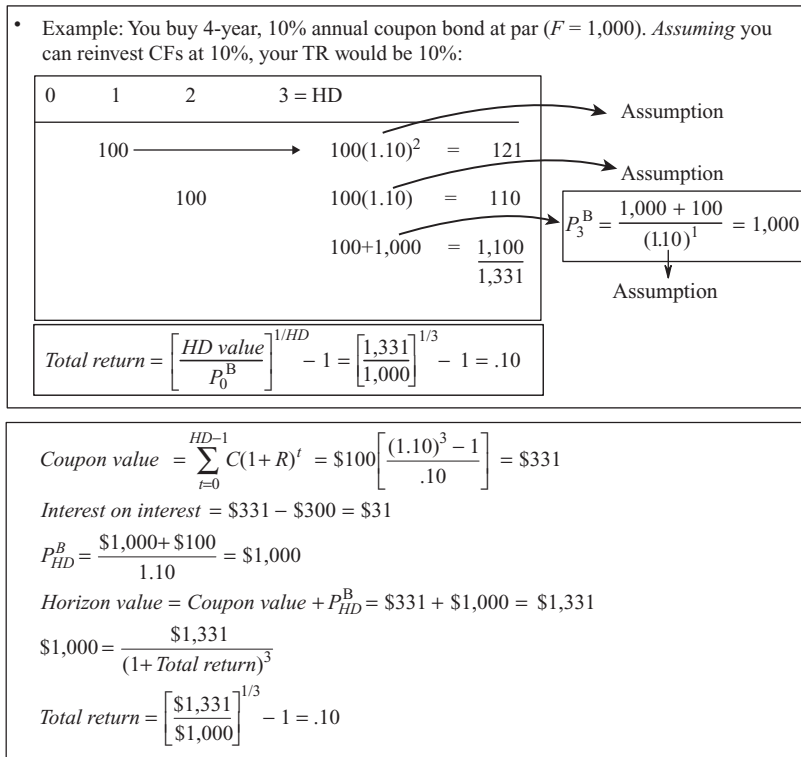 • Example: You buy 4-year, 10% annual coupon bond at par (F = 1,000). Assuming you
can reinvest CFs at 10%, your TR would be 10%:
0 1 2 3 = HD
Assumption
100 → 100(1.10)² = 121
Assumption
100 100(1.10) = 110
P₃ᴮ = (1,000 + 100)/(1.10)¹ = 1,000
100+1,000 = 1,100
1,331
Assumption
Total return = [HD value/P₀ᴮ]^(1/HD) − 1 = [1,331/1,000]^(1/3) − 1 = .10
Coupon value = ∑_{t=0}^{HD−1} C(1+R)^t = $100[((1.10)³ − 1)/.10] = $331
Interest on interest = $331 − $300 = $31
P_HD^B = ($1,000+$100)/1.10 = $1,000
Horizon value = Coupon value + P_HD^B = $331 + $1,000 = $1,331
$1,000 = $1,331/(1+Total return)³
Total return = [$1,331/$1,000]^(1/3) − 1 = .10